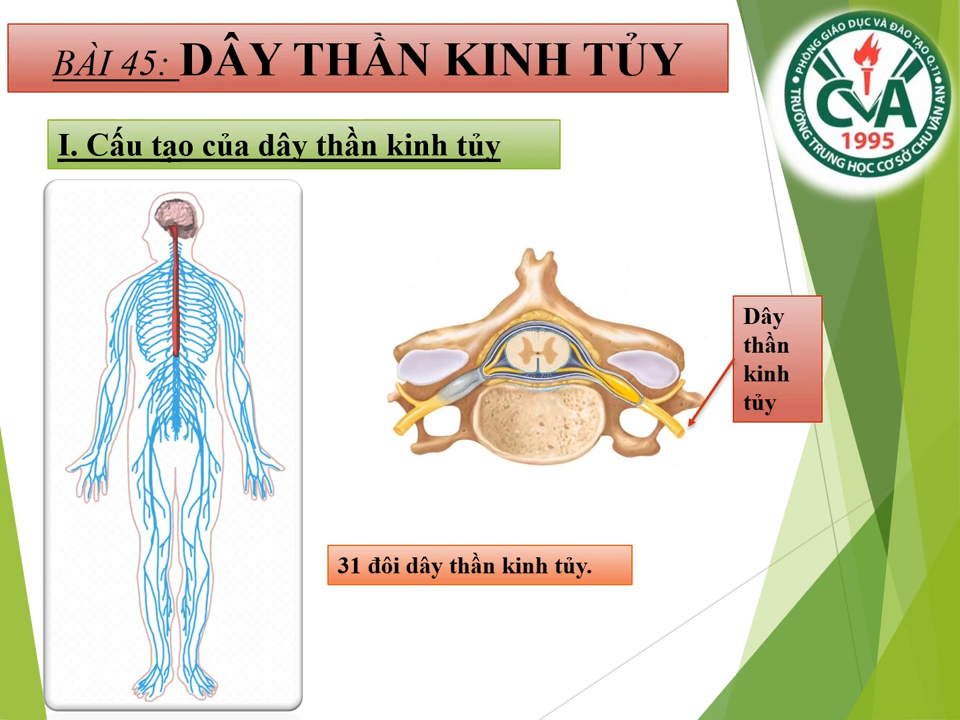 BÀI 45: DÂY THẦN KINH TỦY
PHÒNG GIÁO DỤC VÀ ĐÀO TẠO Q.11
CVA
1995
TRƯỜNG TRUNG HỌC CƠ SỞ CHU VĂN AN
I. Cấu tạo của dây thần kinh tủy
Dây
thần
kinh
tủy
31 đôi dây thần kinh tủy.